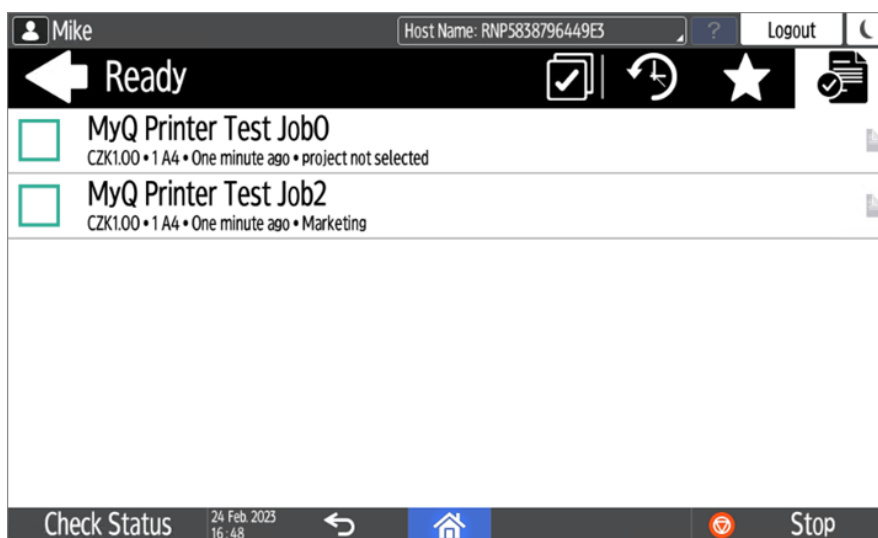 Mike
Host Name: RNP5838796449E3
?
Logout
Ready
MyQ Printer Test Job0
CZK1.00 • 1 A4 • One minute ago • project not selected
MyQ Printer Test Job2
CZK1.00 • 1 A4 • One minute ago • Marketing
Check Status
24 Feb. 2023
16:48
Stop